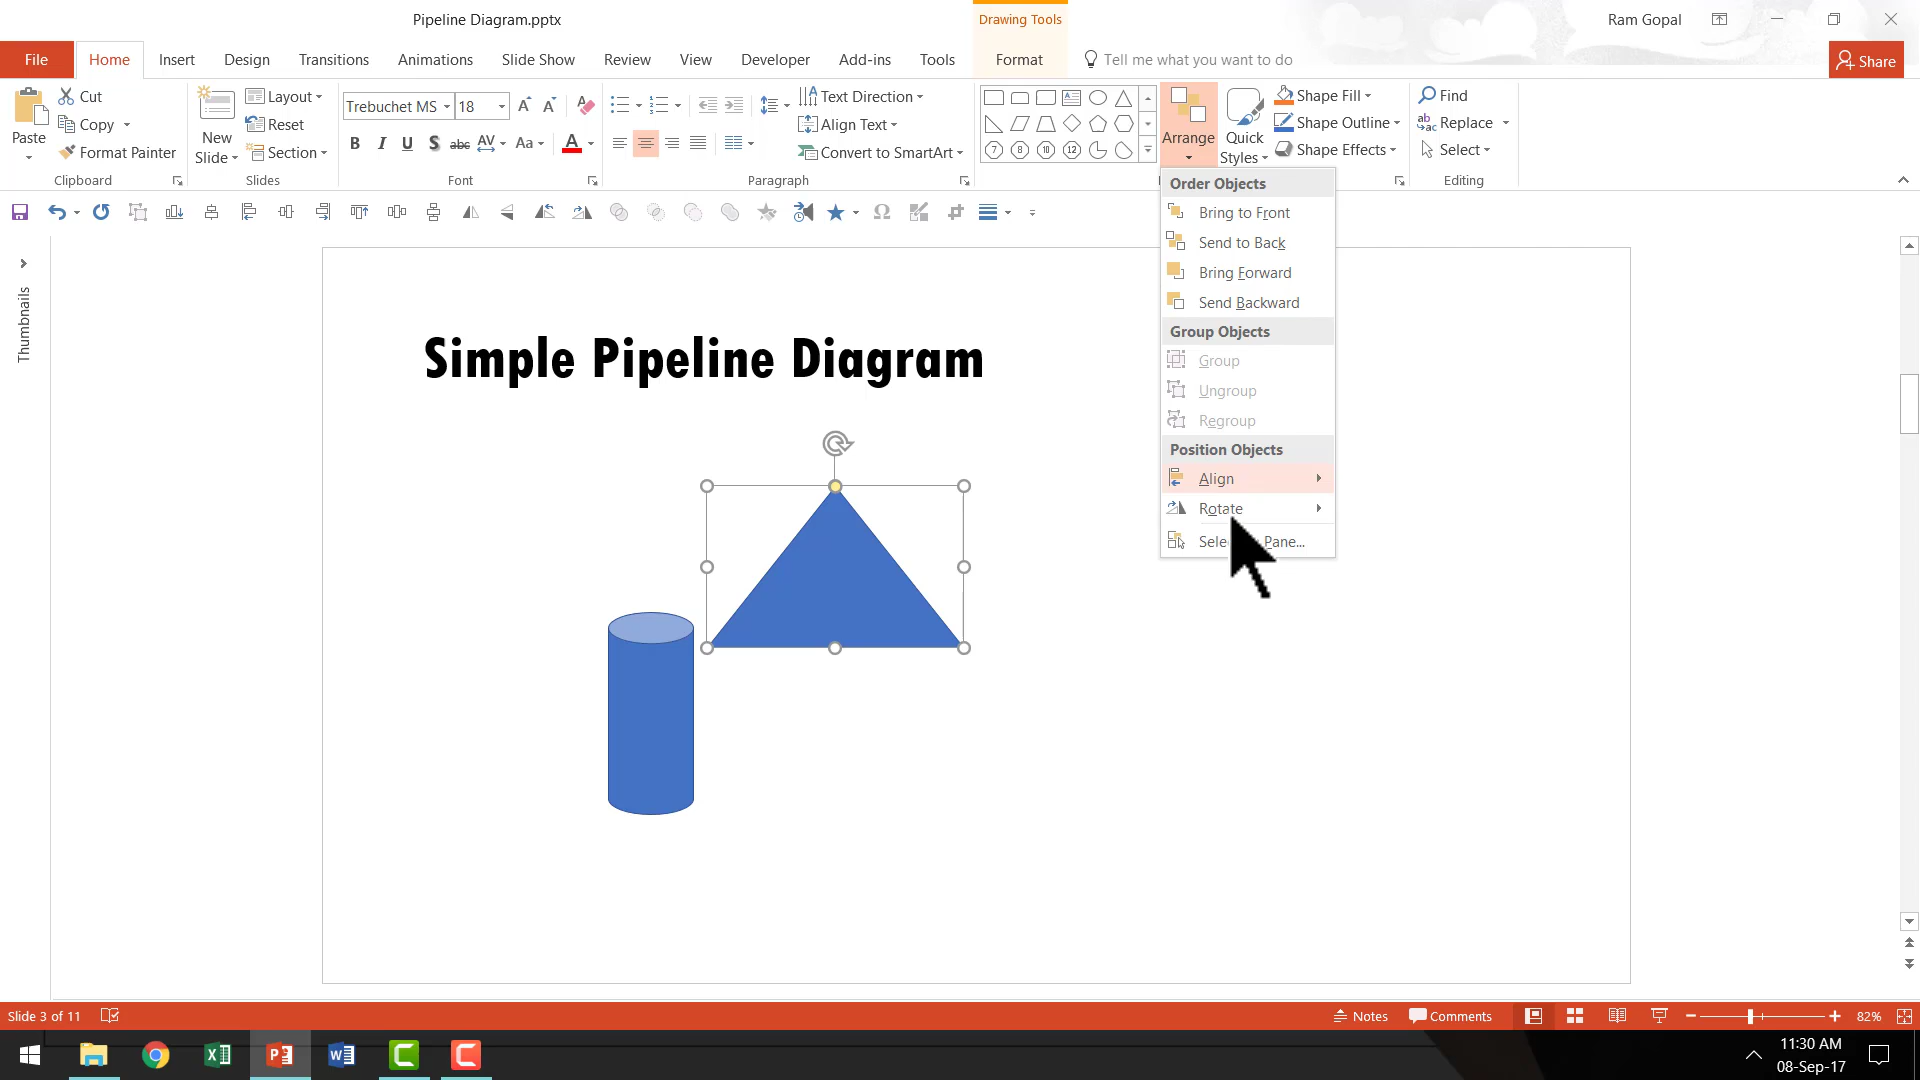 Pipeline Diagram.pptx
Drawing Tools
Ram Gopal
File Home Insert Design Transitions Animations Slide Show Review View Developer Add-ins Tools Format Tell me what you want to do
Share
Paste
Cut
Copy
Format Painter
Clipboard
New Slide
Layout
Reset
Section
Slides
Trebuchet MS 18
B I U S abc AV Aa A
Font
Text Direction
Align Text
Convert to SmartArt
Paragraph
7 8 10 12
Arrange
Quick Styles
Shape Fill
Shape Outline
Shape Effects
Find
Replace
Select
Editing
Order Objects
Bring to Front
Send to Back
Bring Forward
Send Backward
Group Objects
Group
Ungroup
Regroup
Position Objects
Align
Rotate
Pane...
Thumbnails
Simple Pipeline Diagram
Slide 3 of 11
Notes
Comments
82%
11:30 AM
08-Sep-17